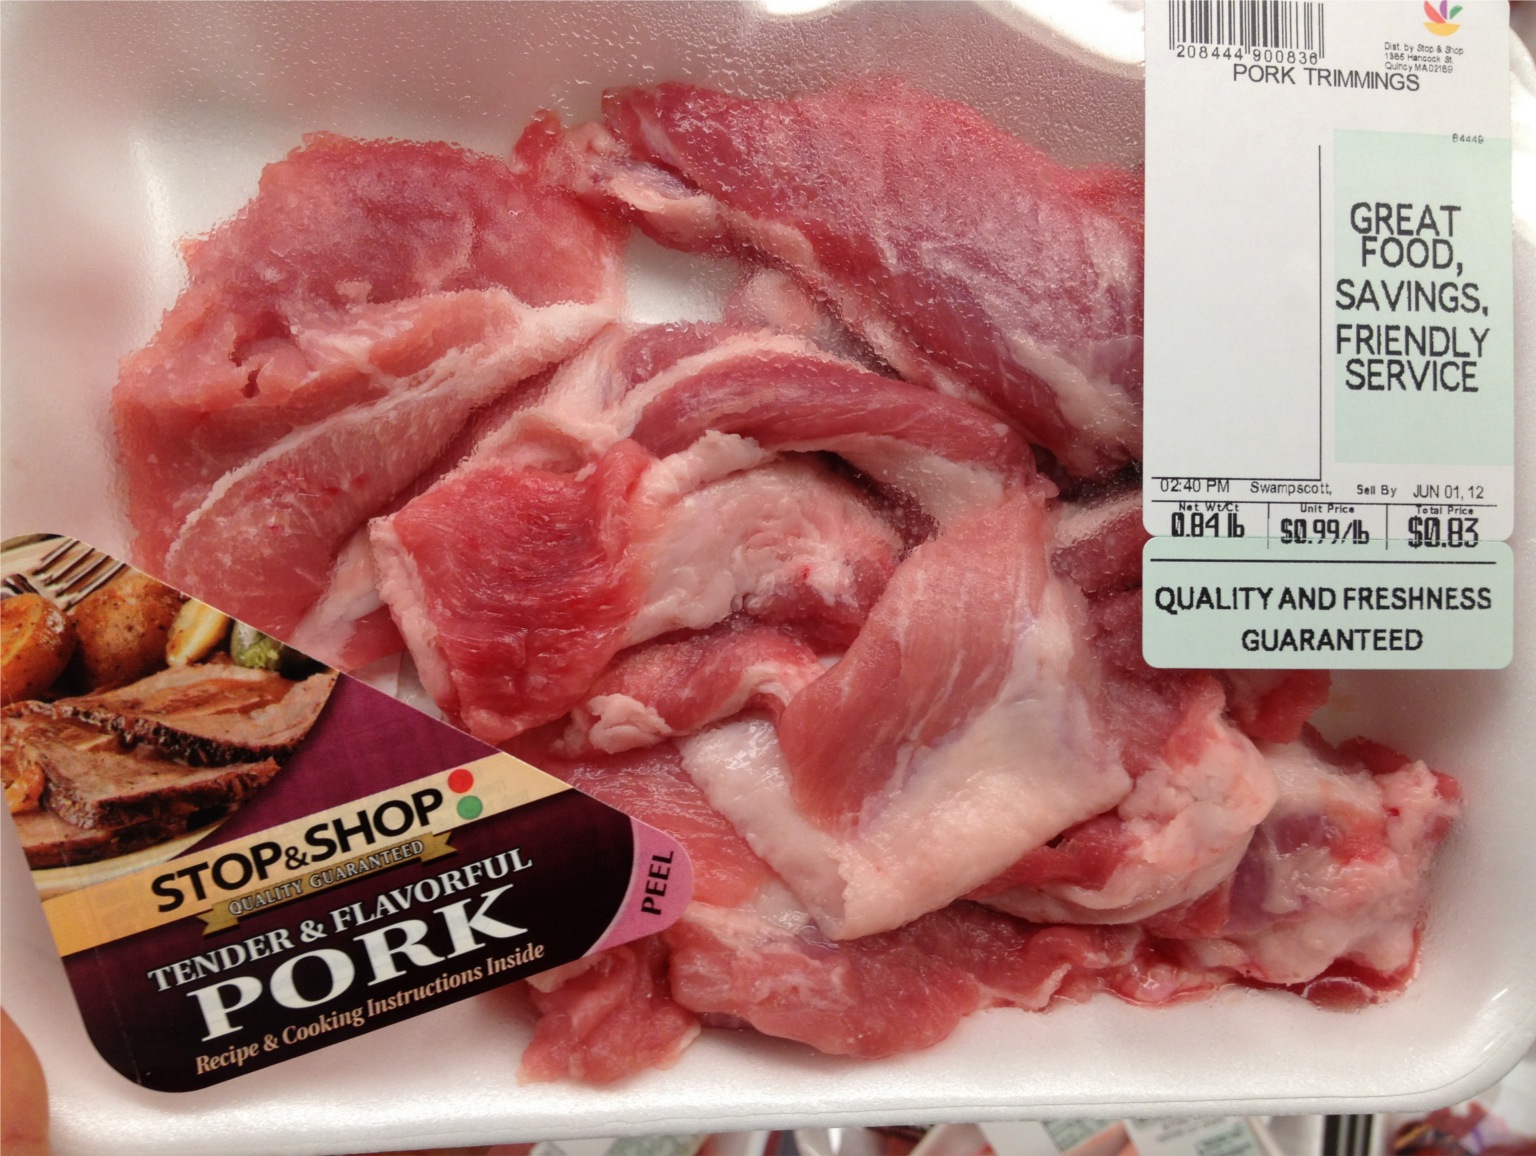 208444 900836
Dist. by Stop & Shop
1385 Hancock St.
Quincy MA 02169
PORK TRIMMINGS
84449
GREAT
FOOD,
SAVINGS,
FRIENDLY
SERVICE
02:40 PM Swampscott, Sell By JUN 01, 12
Net Wt/Ct Unit Price Total Price
0.84 lb $0.99/lb $0.83
QUALITY AND FRESHNESS
GUARANTEED
STOP&SHOP
QUALITY GUARANTEED
TENDER & FLAVORFUL
PORK
Recipe & Cooking Instructions Inside
PEEL